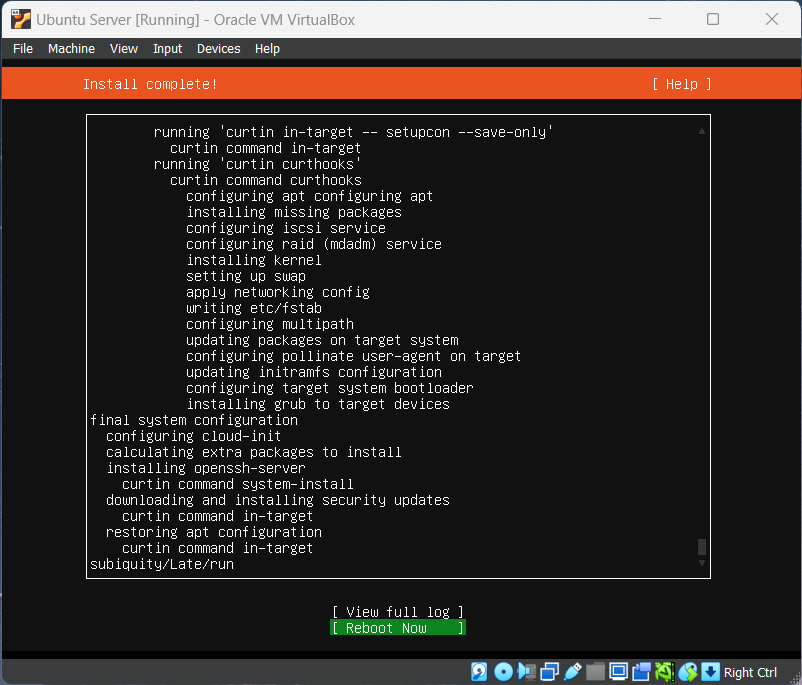 Ubuntu Server [Running] - Oracle VM VirtualBox
File Machine View Input Devices Help
Install complete! [ Help ]
running 'curtin in-target -- setupcon --save-only'
curtin command in-target
running 'curtin curthooks'
curtin command curthooks
configuring apt configuring apt
installing missing packages
configuring iscsi service
configuring raid (mdadm) service
installing kernel
setting up swap
apply networking config
writing etc/fstab
configuring multipath
updating packages on target system
configuring pollinate user-agent on target
updating initramfs configuration
configuring target system bootloader
installing grub to target devices
final system configuration
configuring cloud-init
calculating extra packages to install
installing openssh-server
curtin command system-install
downloading and installing security updates
curtin command in-target
restoring apt configuration
curtin command in-target
subiquity/Late/run
[ View full log ]
[ Reboot Now ]
Right Ctrl